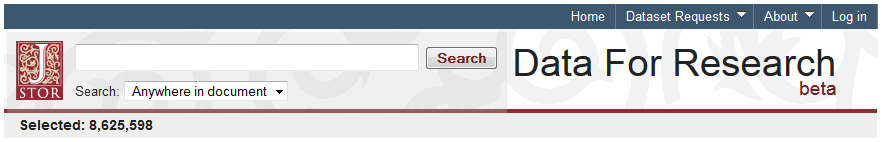 Home Dataset Requests About Log in
J
STOR
Search
Data For Research
beta
Search: Anywhere in document
Selected: 8,625,598